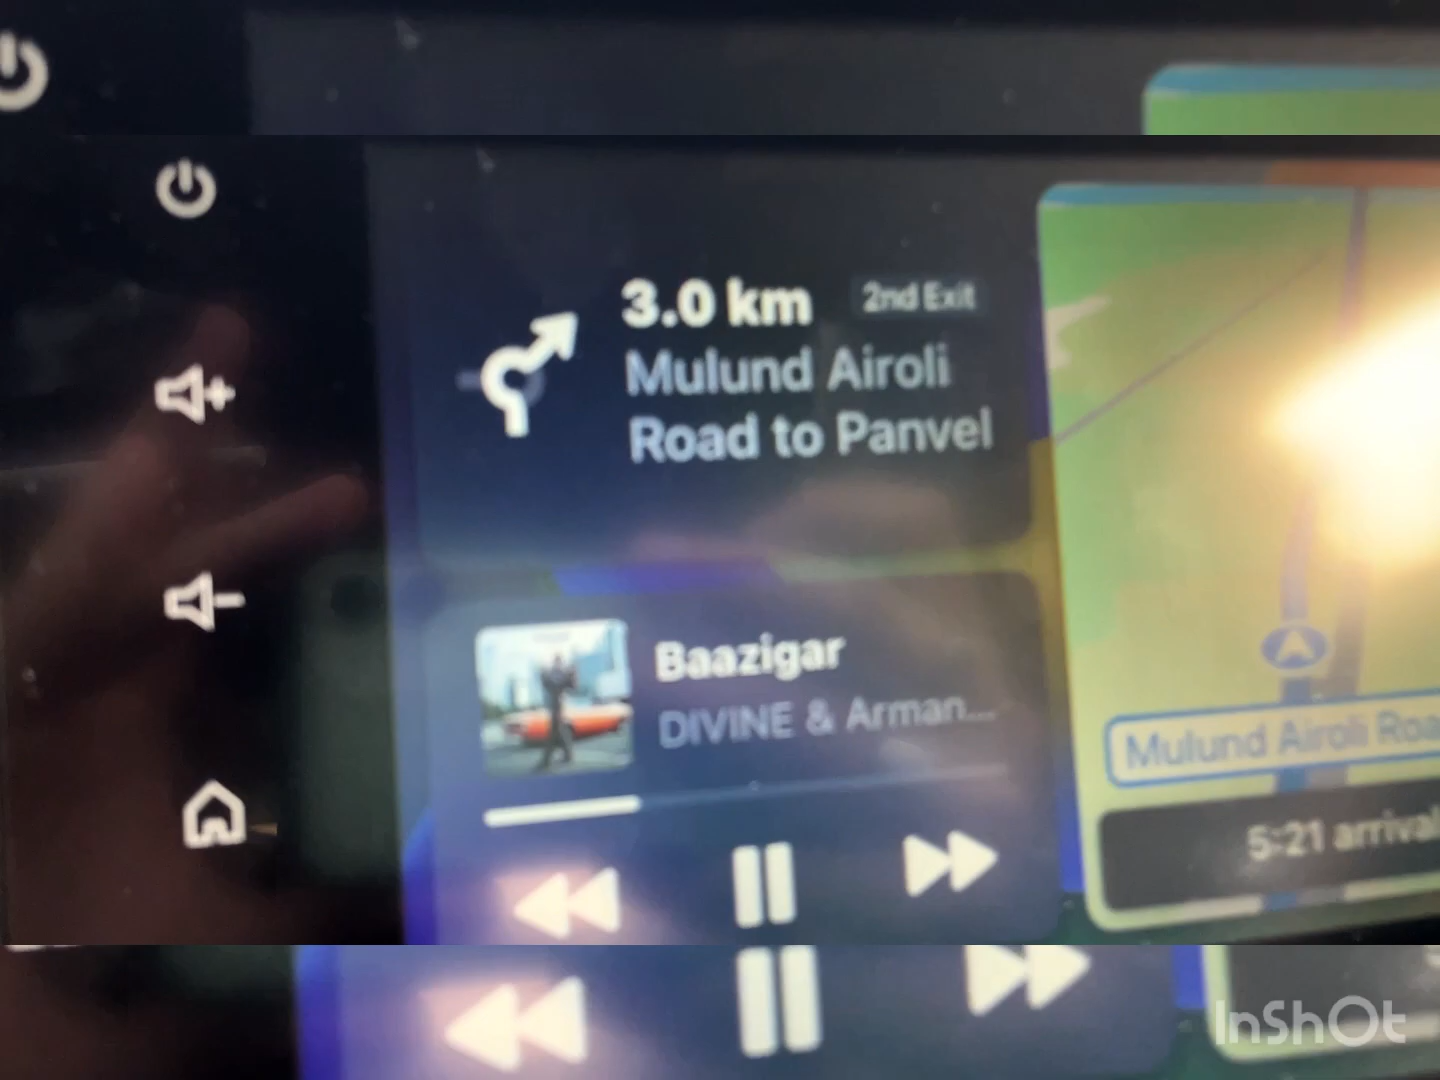 3.0 km 2nd Exit
Mulund Airoli
Road to Panvel
Baazigar
DIVINE & Arman...
Mulund Airoli Roa
5:21 arrival
InShOt